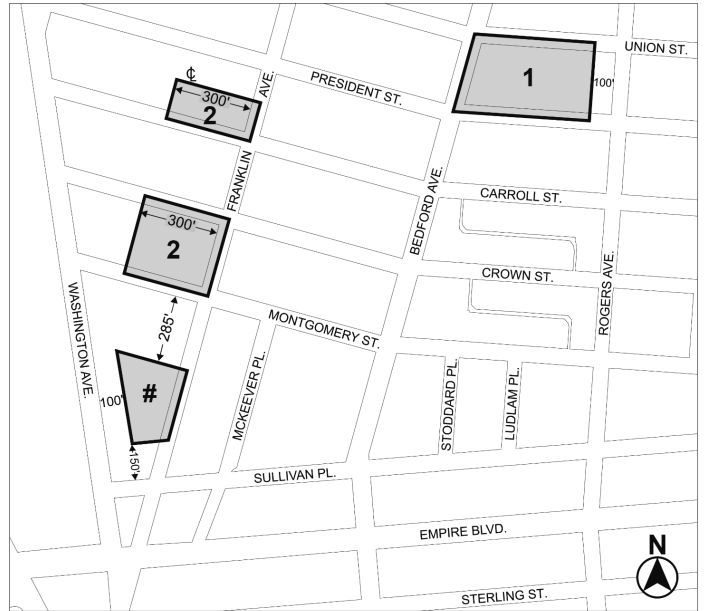 UNION ST.
1
100'
℄
300'
2
AVE.
PRESIDENT ST.
FRANKLIN
BEDFORD AVE.
CARROLL ST.
300'
2
CROWN ST.
ROGERS AVE.
WASHINGTON AVE.
285'
MONTGOMERY ST.
MCKEEVER PL.
STODDARD PL.
LUDLAM PL.
#
100'
150'
SULLIVAN PL.
EMPIRE BLVD.
N
STERLING ST.